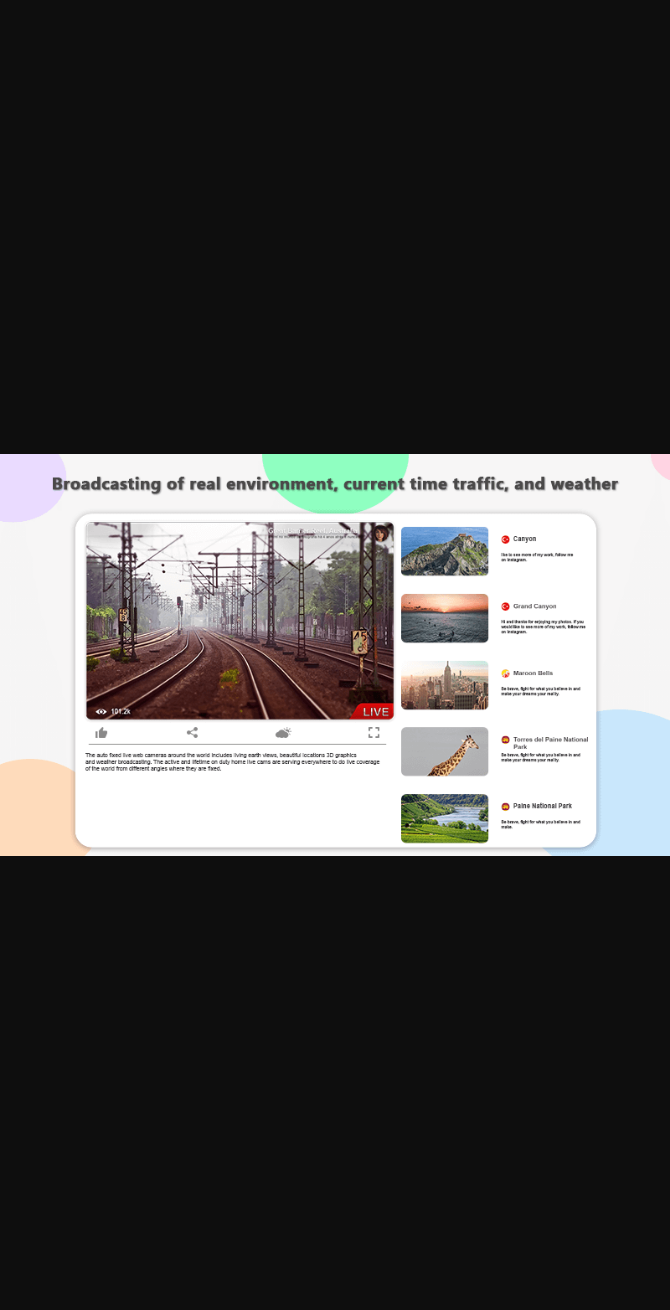 Broadcasting of real environment, current time traffic, and weather
45
101.2k
LIVE
The auto fixed live web cameras around the world includes living earth views, beautiful locations 3D graphics
and weather broadcasting. The active and lifetime on duty home live cams are serving everywhere to do live coverage
of the world from different angles where they are fixed.
Canyon
like to see more of my work, follow me
on instagram.
Grand Canyon
Hi and thanks for enjoying my photos. If you
would like to see more of my work, follow me
on instagram.
Maroon Bells
Be brave, fight for what you believe in and
make your dreams your reality.
Torres del Paine National
Park
Be brave, fight for what you believe in and
make your dreams your reality.
Paine National Park
Be brave, fight for what you believe in and
make.